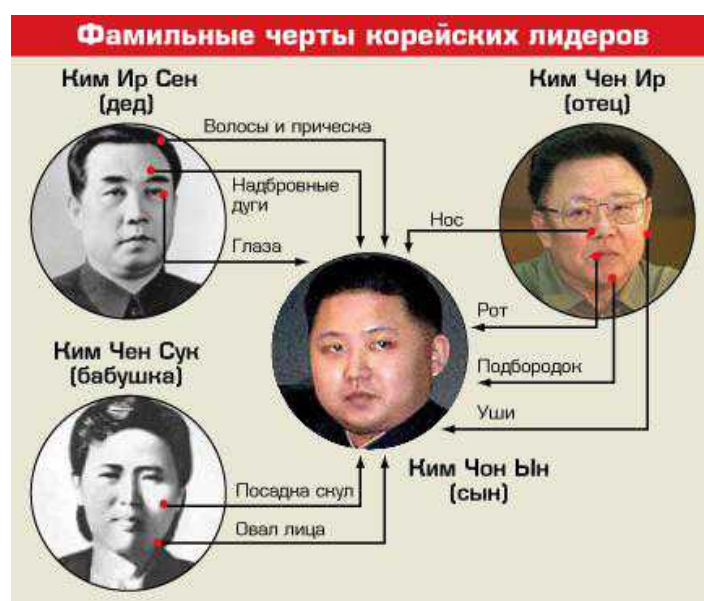 Фамильные черты корейских лидеров
Ким Ир Сен
(дед)
Ким Чен Ир
(отец)
Волосы и прическа
Надбровные
дуги
Глаза
Нос
Рот
Подбородок
Уши
Ким Чен Сук
(бабушка)
Посадка скул
Овал лица
Ким Чон Ын
(сын)